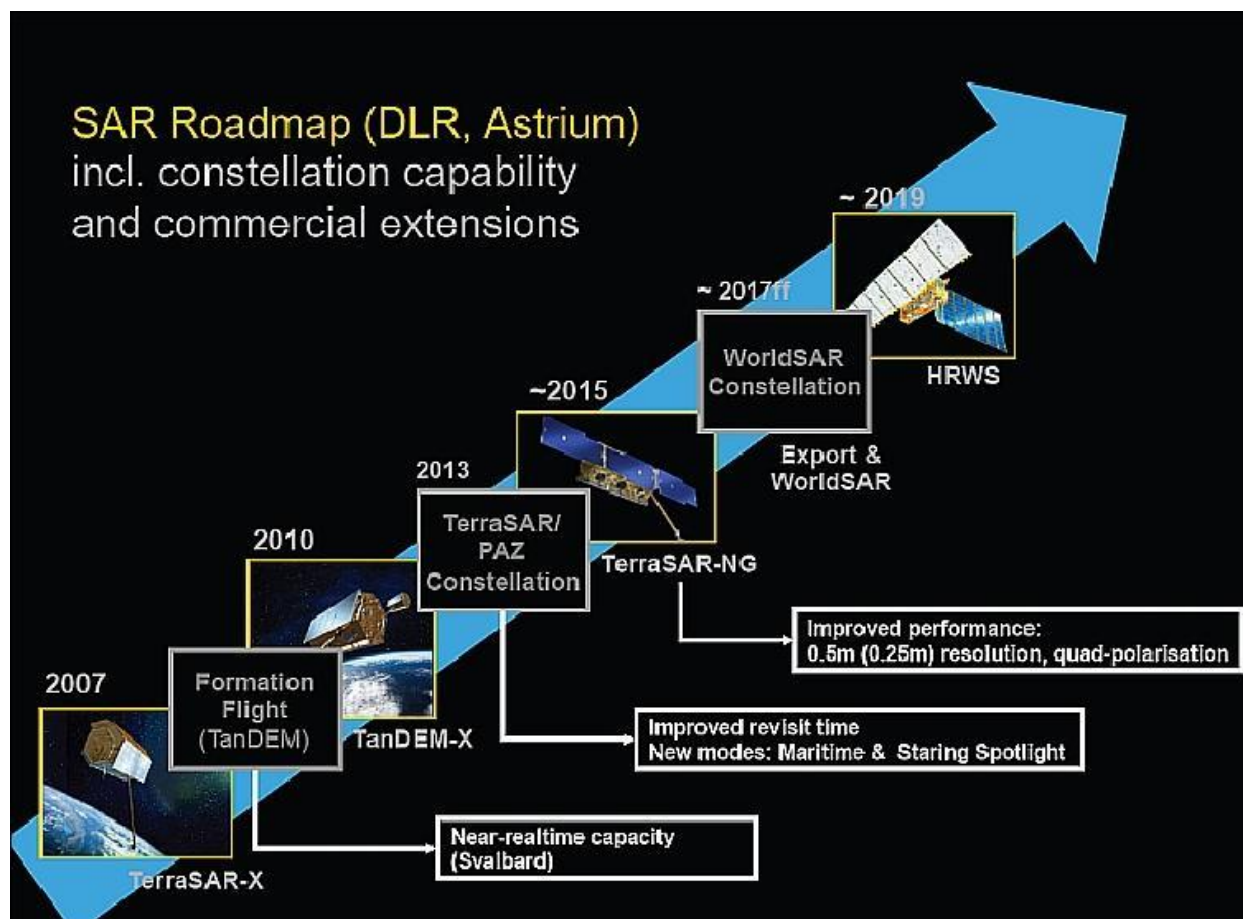 SAR Roadmap (DLR, Astrium)
incl. constellation capability
and commercial extensions
~ 2019
HRWS
~ 2017ff
WorldSAR
Constellation
Export &
WorldSAR
~2015
TerraSAR-NG
2013
TerraSAR/
PAZ
Constellation
2010
TanDEM-X
Formation
Flight
(TanDEM)
2007
TerraSAR-X
Improved performance:
0.5m (0.25m) resolution, quad-polarisation
Improved revisit time
New modes: Maritime & Staring Spotlight
Near-realtime capacity
(Svalbard)